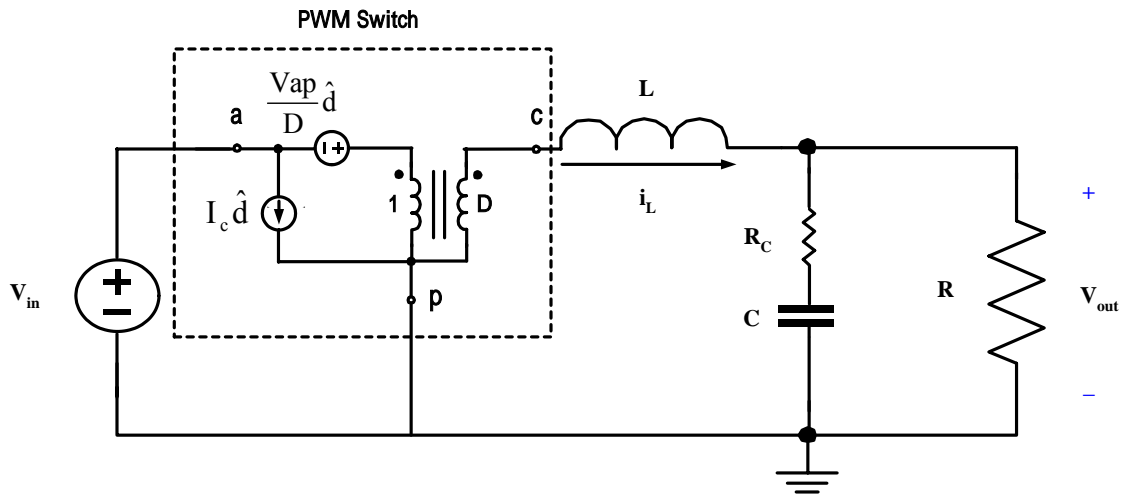 PWM Switch
Vap
D
d̂
a
c
L
I_c d̂
1
D
i_L
R_C
C
p
V_in
R
+
V_out
−